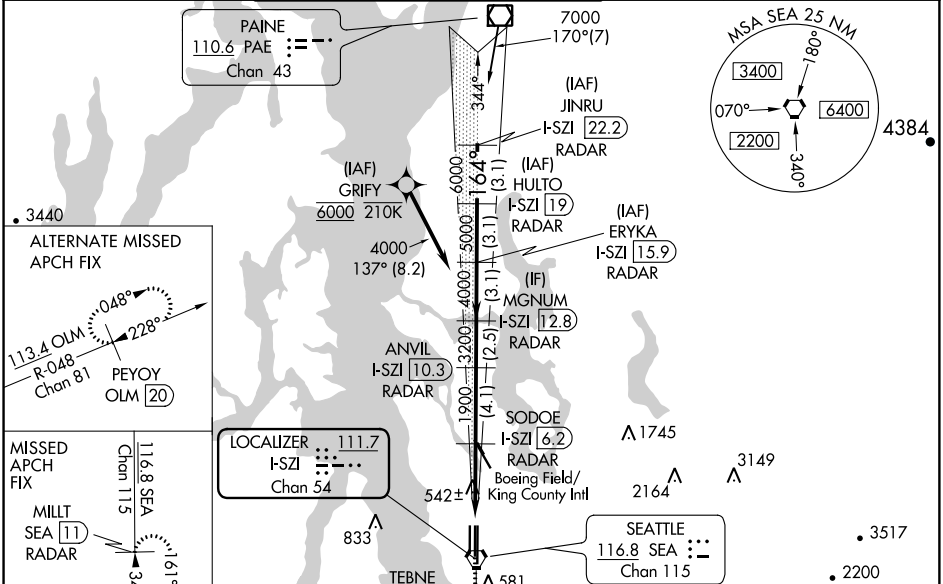 PAINE
110.6 PAE
Chan 43
7000
170°(7)
MSA SEA 25 NM
180°
3400
070°
6400
2200
340°
4384
344°
(IAF)
JINRU
I-SZI 22.2
RADAR
164°
6000
(3.1)
(IAF)
HULTO
I-SZI 19
RADAR
(IAF)
GRIFY
6000 210K
4000
137° (8.2)
5000
(3.1)
(IAF)
ERYKA
I-SZI 15.9
RADAR
4000
(3.1)
(IF)
MGNUM
I-SZI 12.8
RADAR
3200
(2.5)
ANVIL
I-SZI 10.3
RADAR
1900
(4.1)
SODOE
I-SZI 6.2
RADAR
Boeing Field/
King County Intl
3440
ALTERNATE MISSED
APCH FIX
048°
228°
113.4 OLM
R-048
Chan 81
PEYOY
OLM 20
MISSED
APCH
FIX
116.8 SEA
Chan 115
MILLT
SEA 11
RADAR
161°
34
LOCALIZER 111.7
I-SZI
Chan 54
542±
833
1745
2164
3149
3517
2200
SEATTLE
116.8 SEA
Chan 115
TEBNE
581